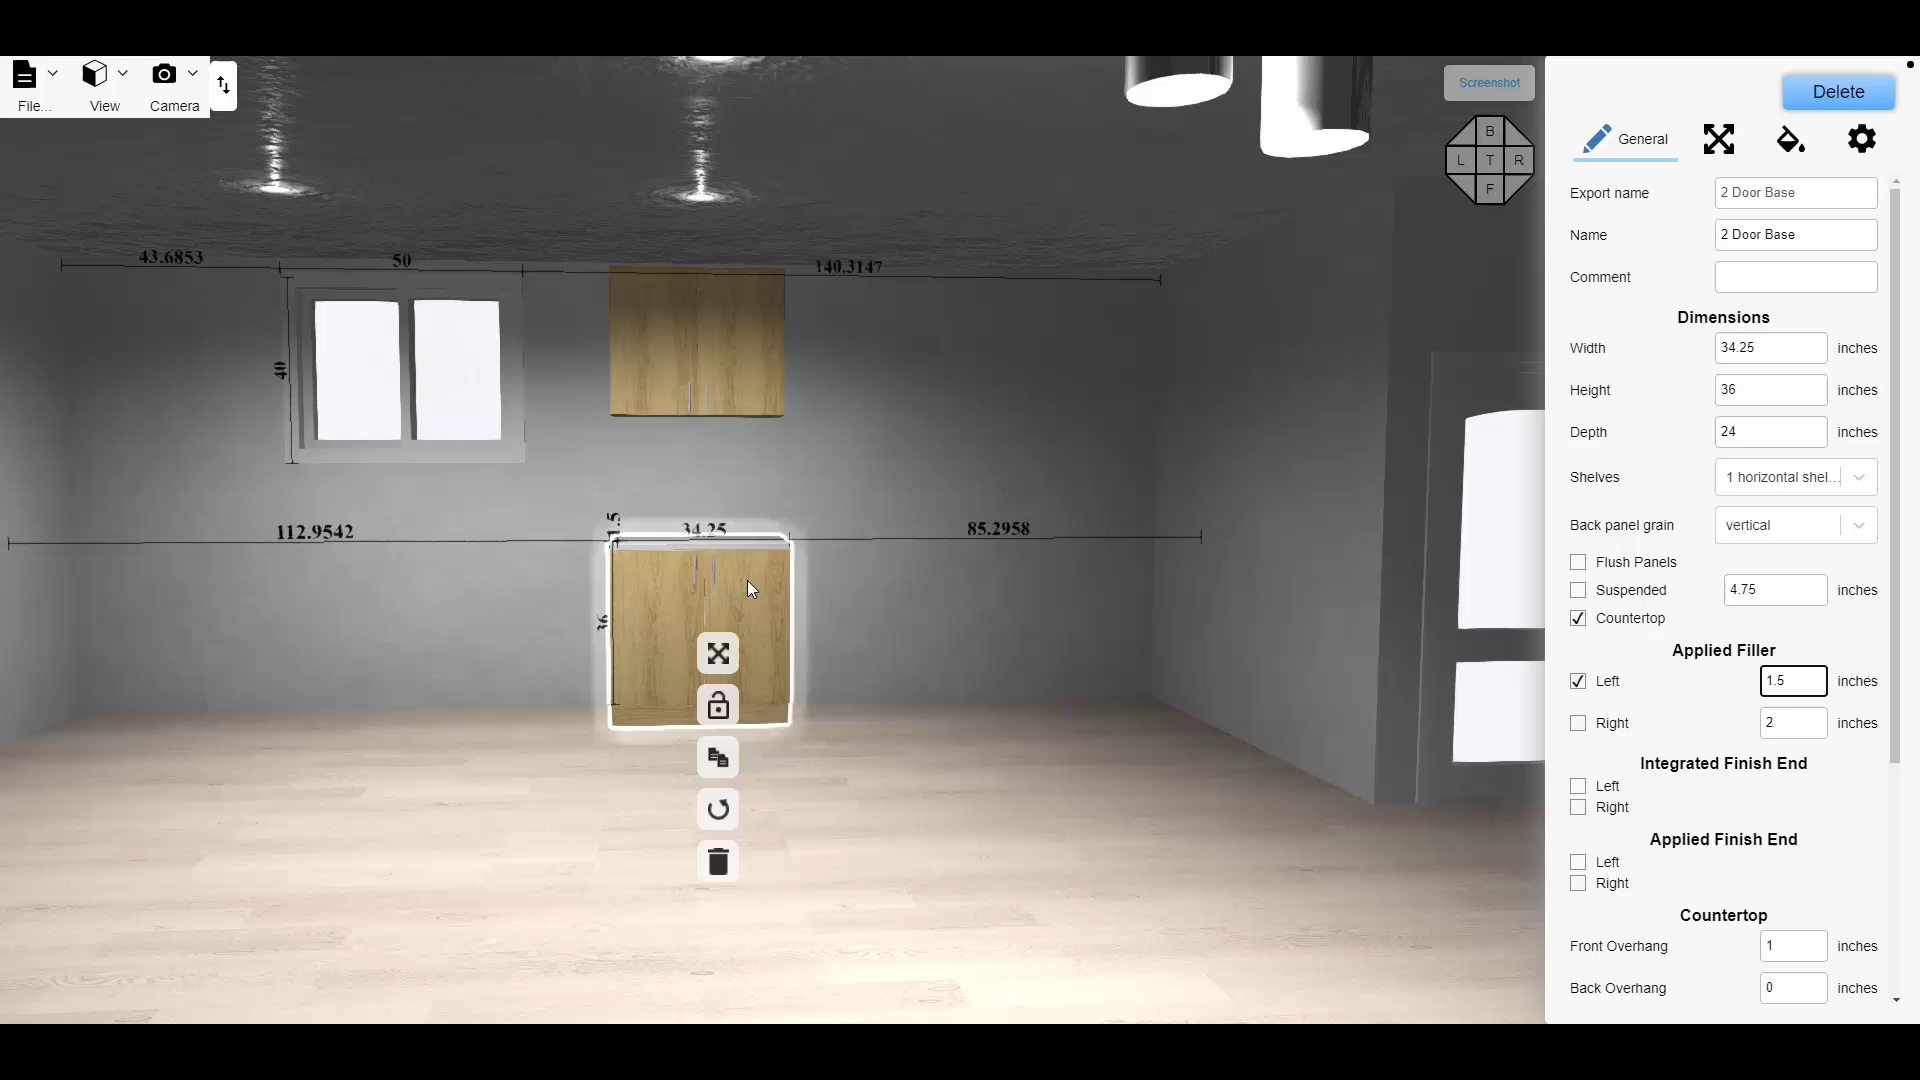 File...
View
Camera
Screenshot
B
L T R
F
43.6853
50
140.3147
40
112.9542
1.5
34.25
85.2958
36
Delete
General
Export name 2 Door Base
Name 2 Door Base
Comment
Dimensions
Width 34.25 inches
Height 36 inches
Depth 24 inches
Shelves 1 horizontal shel...
Back panel grain vertical
Flush Panels
Suspended 4.75 inches
Countertop
Applied Filler
Left 1.5 inches
Right 2 inches
Integrated Finish End
Left
Right
Applied Finish End
Left
Right
Countertop
Front Overhang 1 inches
Back Overhang 0 inches